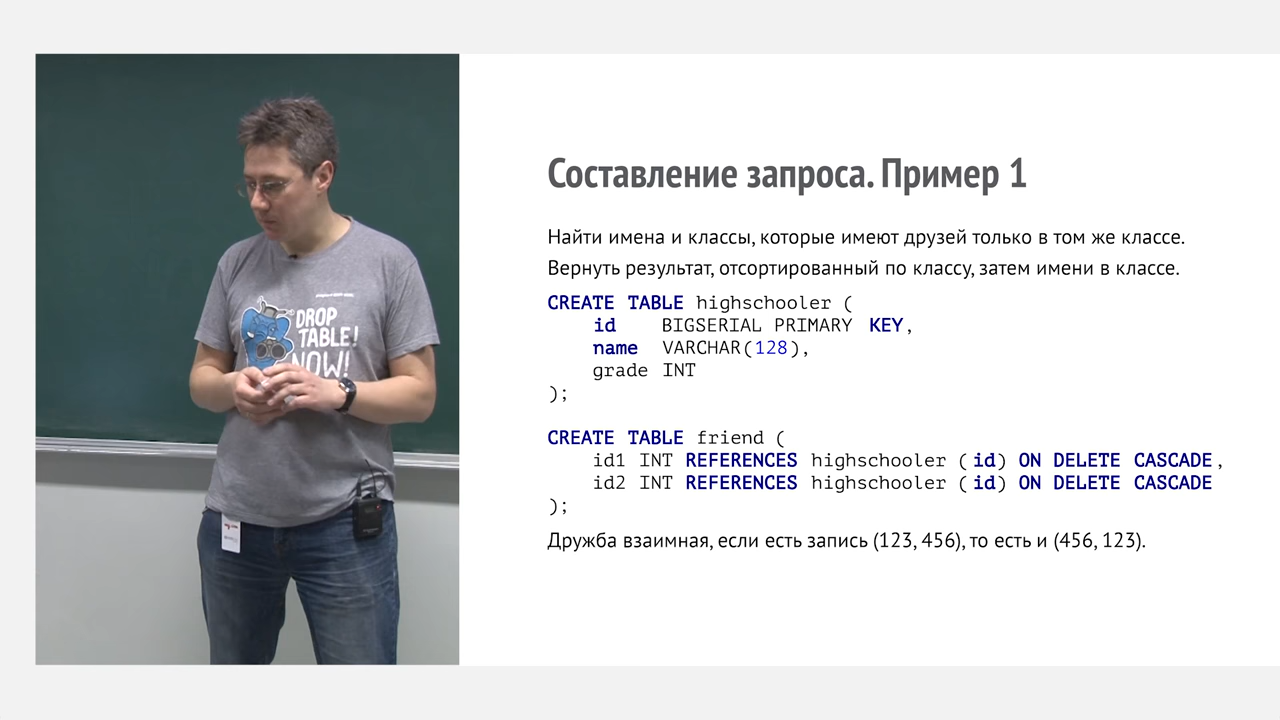 Составление запроса. Пример 1
Найти имена и классы, которые имеют друзей только в том же классе.
Вернуть результат, отсортированный по классу, затем имени в классе.
CREATE TABLE highschooler (
id BIGSERIAL PRIMARY KEY,
name VARCHAR(128),
grade INT
);
CREATE TABLE friend (
id1 INT REFERENCES highschooler (id) ON DELETE CASCADE,
id2 INT REFERENCES highschooler (id) ON DELETE CASCADE
);
Дружба взаимная, если есть запись (123, 456), то есть и (456, 123).
DROP
TABLE!
NOW!